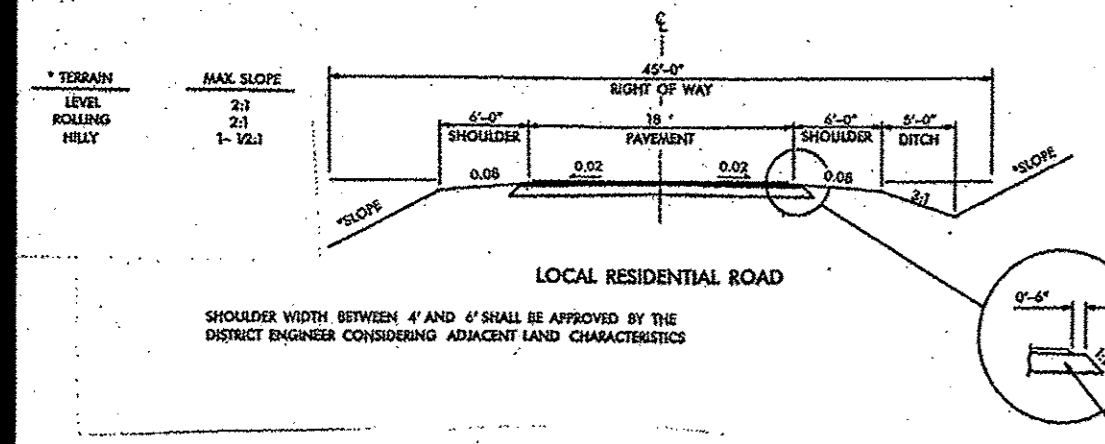 ℄
* TERRAIN MAX. SLOPE
LEVEL 2:1
ROLLING 2:1
HILLY 1-1/2:1
45'-0"
RIGHT OF WAY
6'-0" 18' 6'-0" 5'-0"
SHOULDER PAVEMENT SHOULDER DITCH
0.08 0.02 0.02 0.08
*SLOPE
*SLOPE
LOCAL RESIDENTIAL ROAD
0'-6"
SHOULDER WIDTH BETWEEN 4' AND 6' SHALL BE APPROVED BY THE
DISTRICT ENGINEER CONSIDERING ADJACENT LAND CHARACTERISTICS